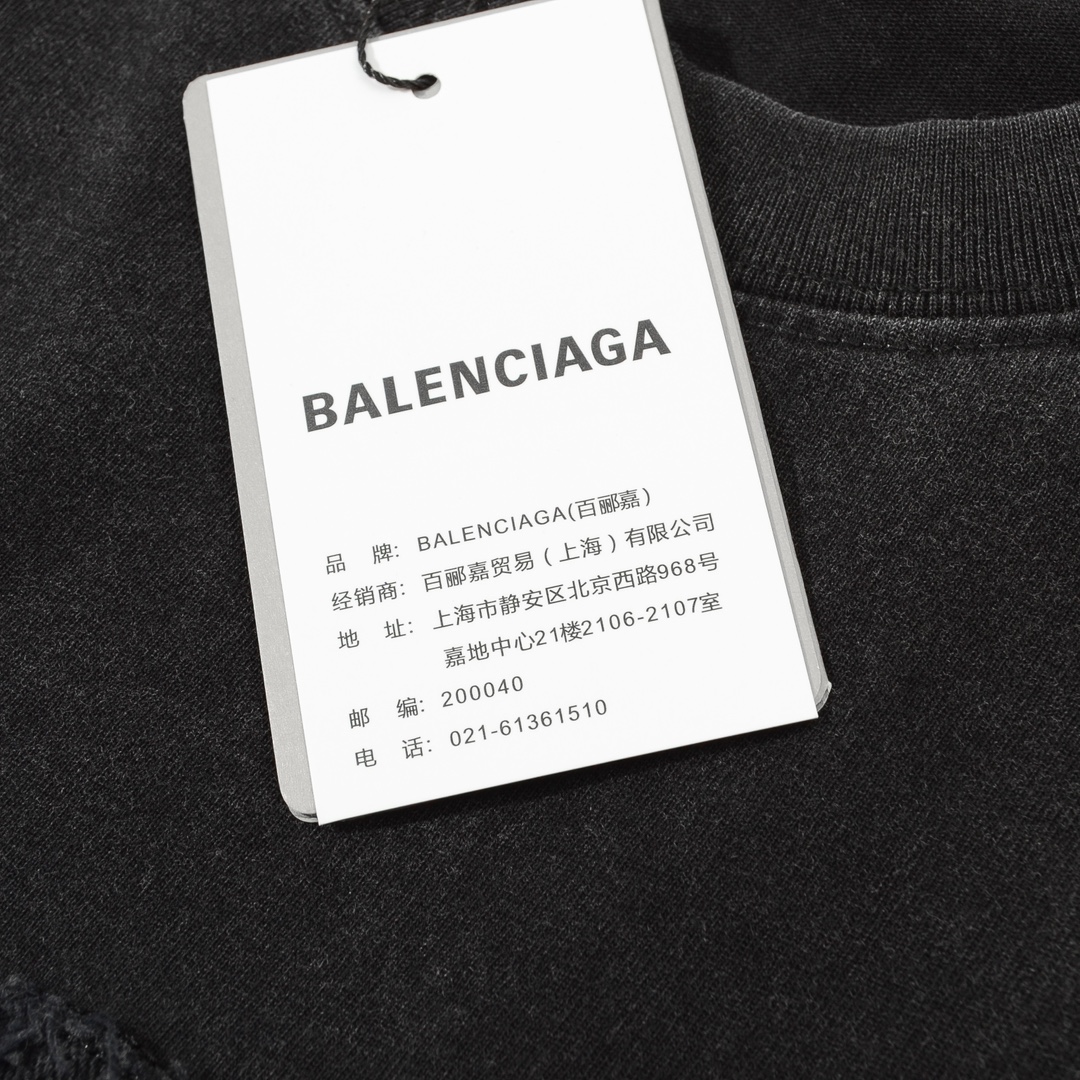 BALENCIAGA
品 牌: BALENCIAGA(百郦嘉)
经销商: 百郦嘉贸易(上海)有限公司
地 址: 上海市静安区北京西路968号
嘉地中心21楼2106-2107室
邮 编: 200040
电 话: 021-61361510